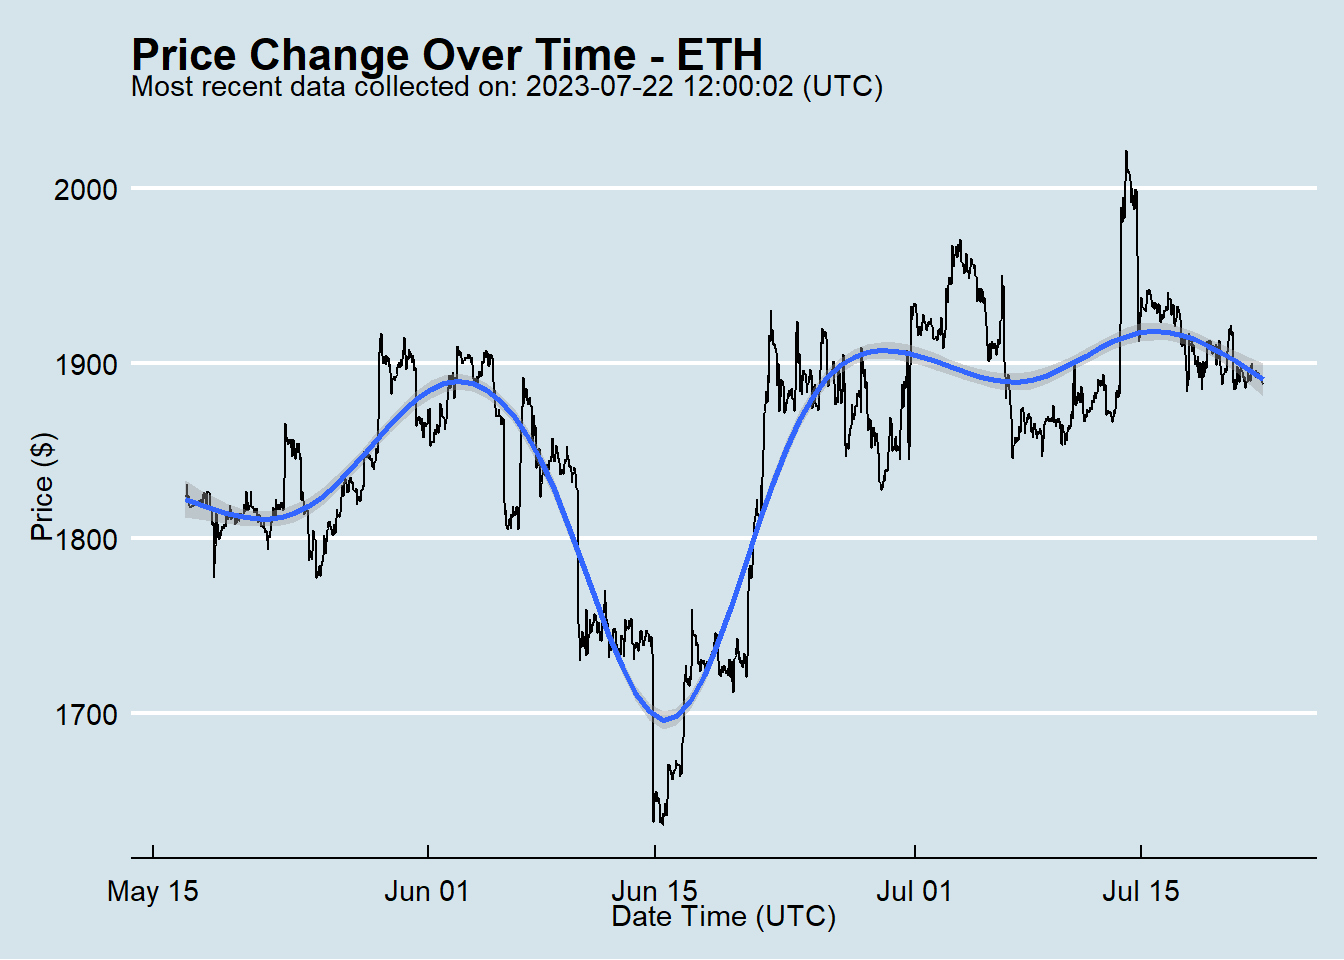 Price Change Over Time - ETH
Most recent data collected on: 2023-07-22 12:00:02 (UTC)
Price ($)
2000
1900
1800
1700
May 15 Jun 01 Jun 15 Jul 01 Jul 15
Date Time (UTC)